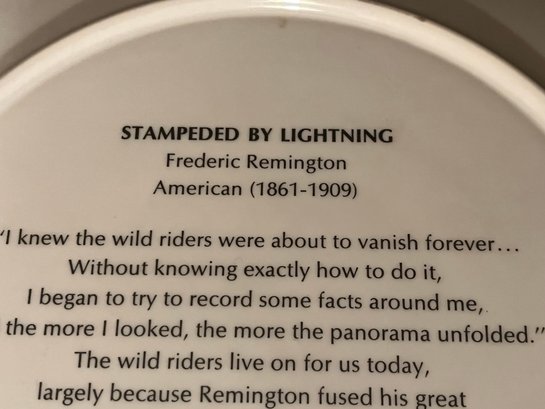 STAMPEDED BY LIGHTNING
Frederic Remington
American (1861-1909)
"I knew the wild riders were about to vanish forever...
Without knowing exactly how to do it,
I began to try to record some facts around me,
the more I looked, the more the panorama unfolded."
The wild riders live on for us today,
largely because Remington fused his great